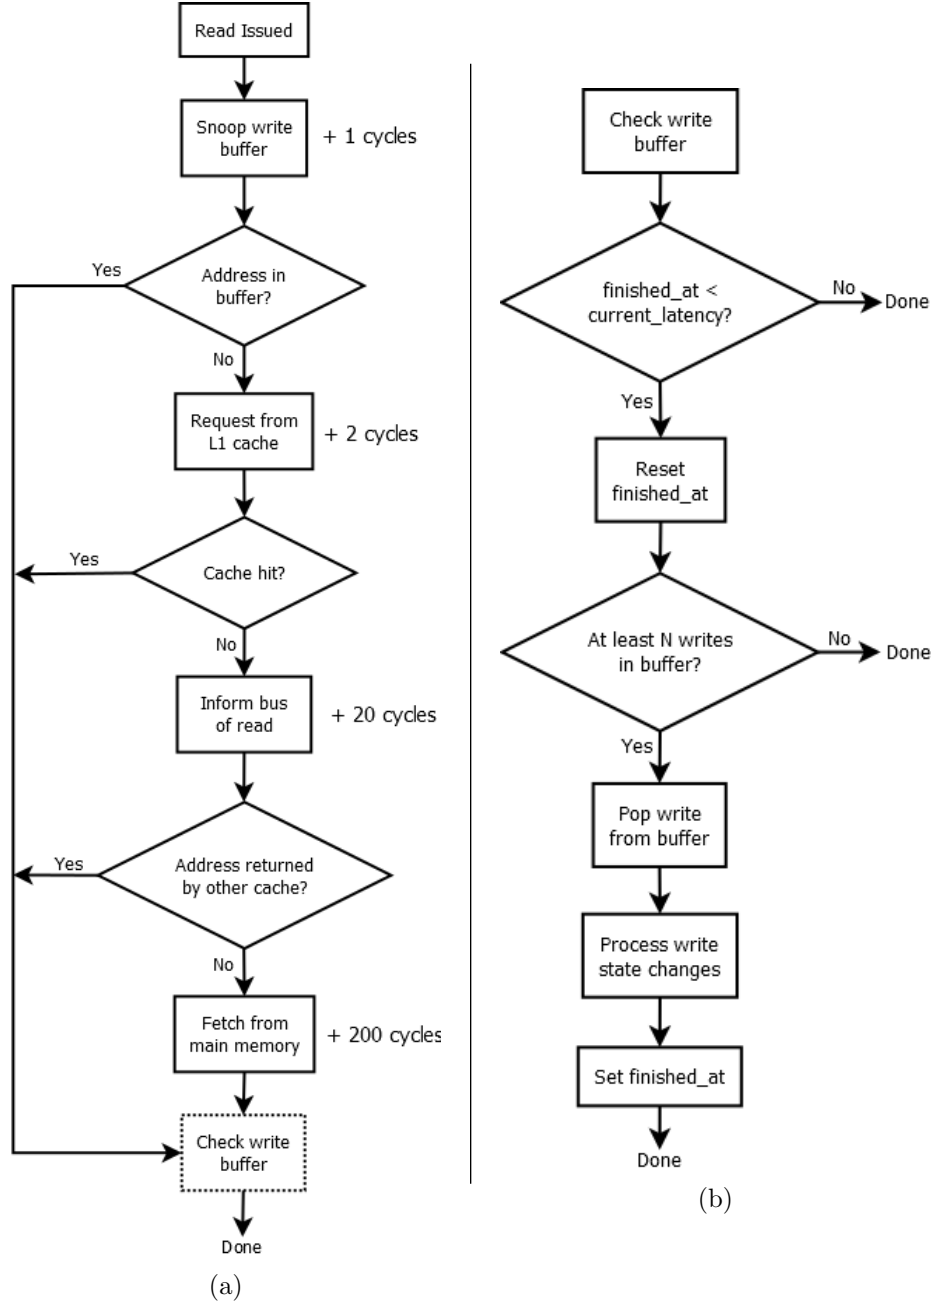 Read Issued
Snoop write
buffer
+ 1 cycles
Address in
buffer?
Yes
No
Request from
L1 cache
+ 2 cycles
Cache hit?
Yes
No
Inform bus
of read
+ 20 cycles
Address returned
by other cache?
Yes
No
Fetch from
main memory
+ 200 cycles
Check write
buffer
Done
(a)
Check write
buffer
finished_at <
current_latency?
No
Done
Yes
Reset
finished_at
At least N writes
in buffer?
No
Done
Yes
Pop write
from buffer
Process write
state changes
Set finished_at
Done
(b)